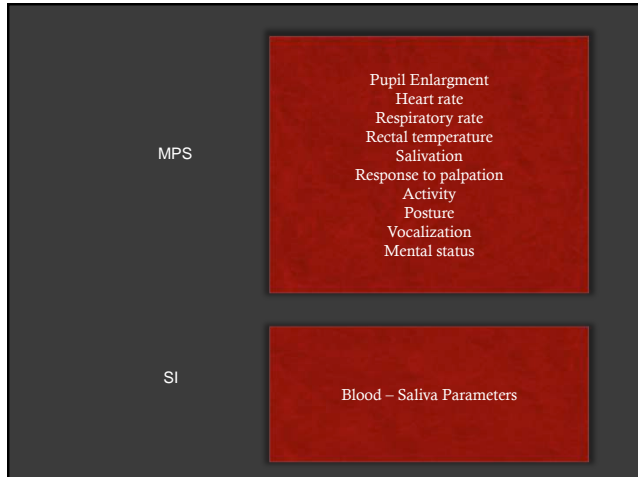 MPS
Pupil Enlargment
Heart rate
Respiratory rate
Rectal temperature
Salivation
Response to palpation
Activity
Posture
Vocalization
Mental status
SI
Blood – Saliva Parameters